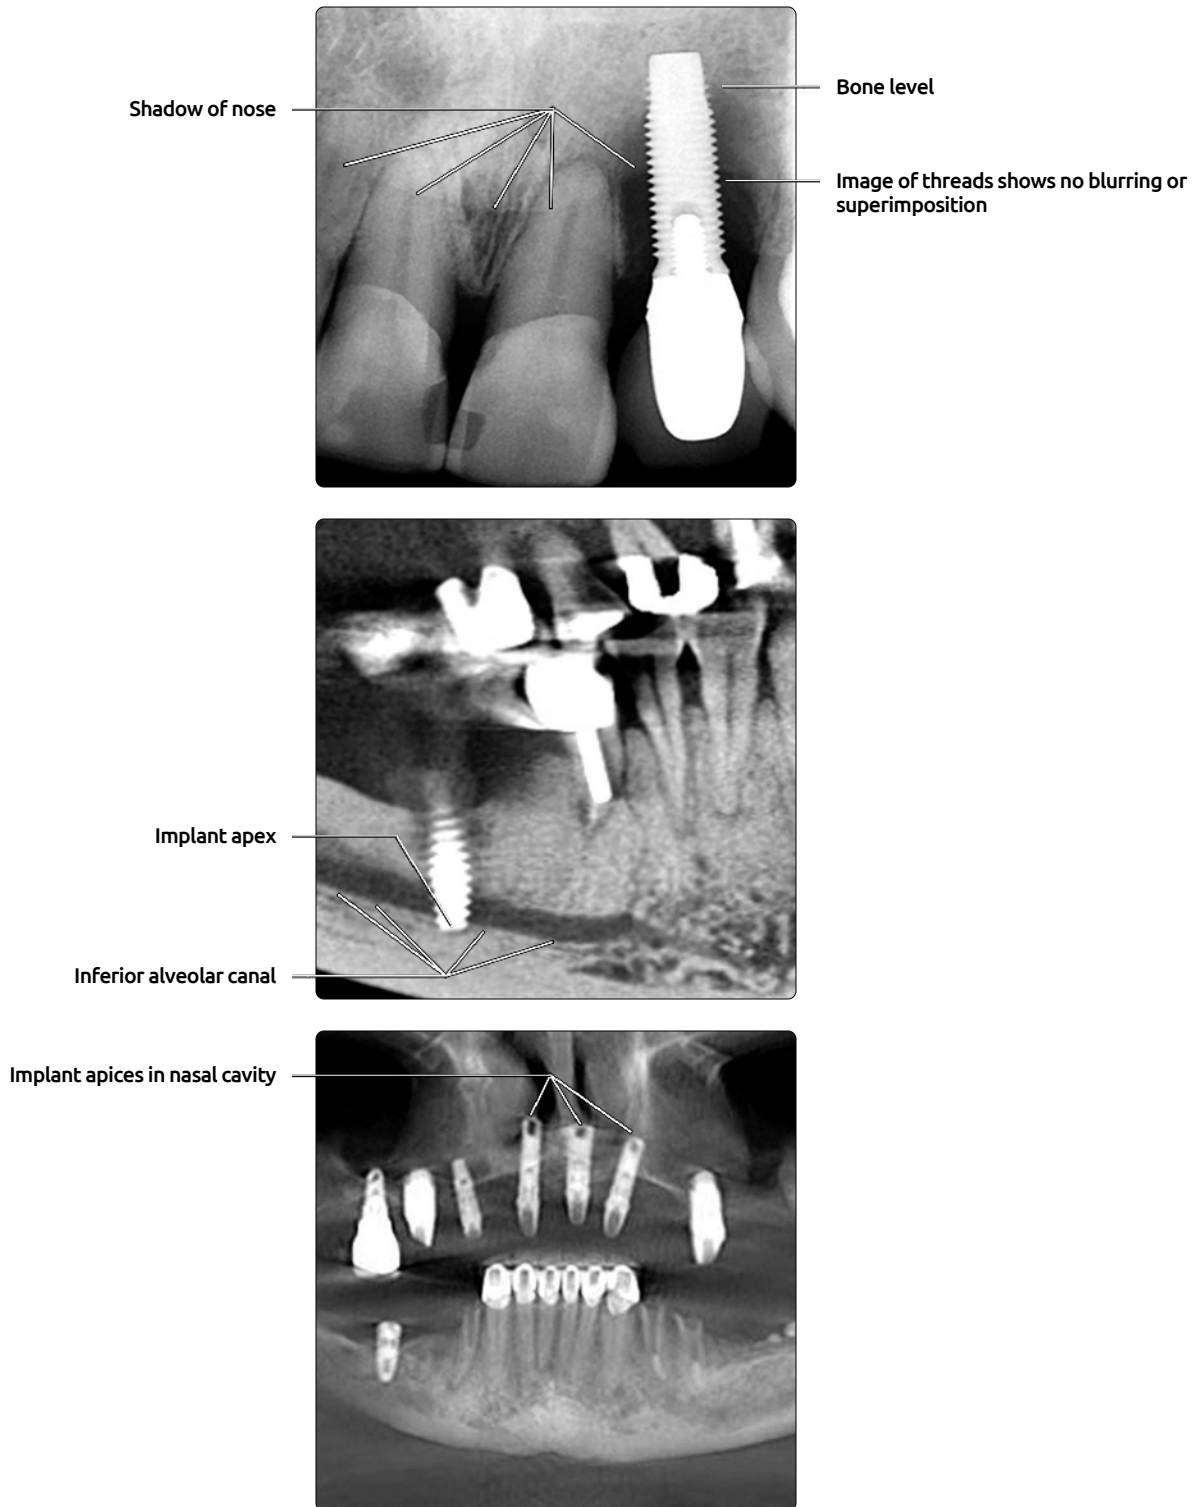 Shadow of nose
Bone level
Image of threads shows no blurring or
superimposition
Implant apex
Inferior alveolar canal
Implant apices in nasal cavity